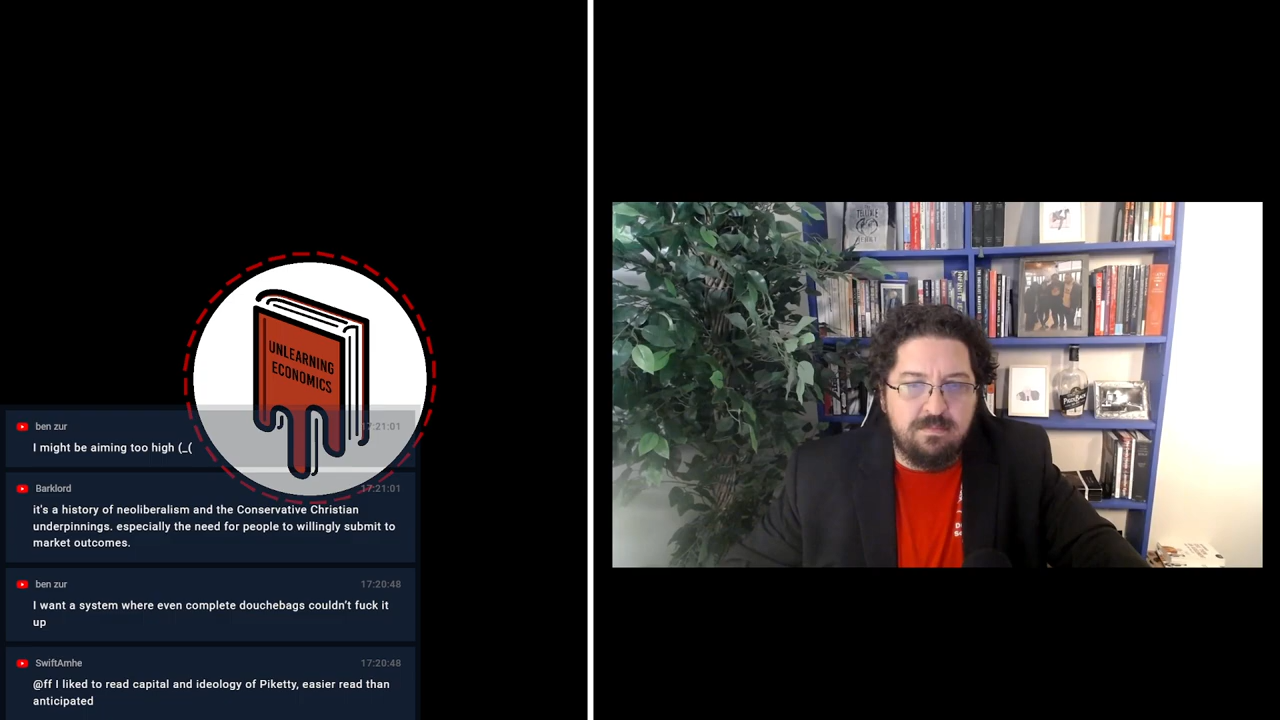 UNLEARNING
ECONOMICS
ben zur
17:21:01
I might be aiming too high (_(
Barklord
17:21:01
it's a history of neoliberalism and the Conservative Christian
underpinnings. especially the need for people to willingly submit to
market outcomes.
ben zur
17:20:48
I want a system where even complete douchebags couldn't fuck it
up
SwiftAmhe
17:20:48
@ff I liked to read capital and ideology of Piketty, easier read than
anticipated